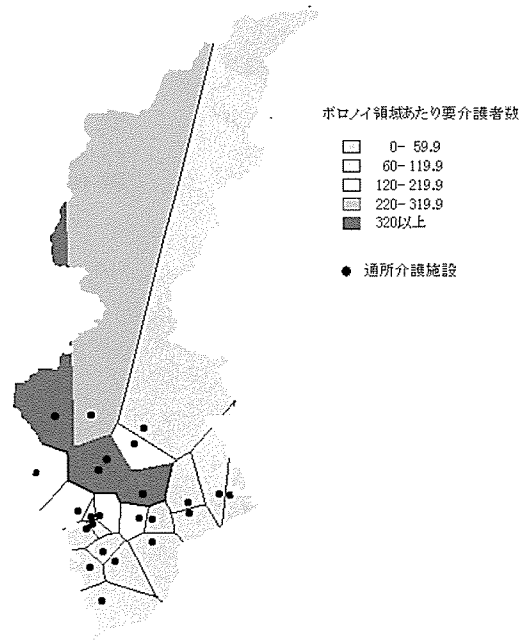 ボロノイ領域あたり要介護者数
0- 59.9
60-119.9
120-219.9
220-319.9
320以上
通所介護施設